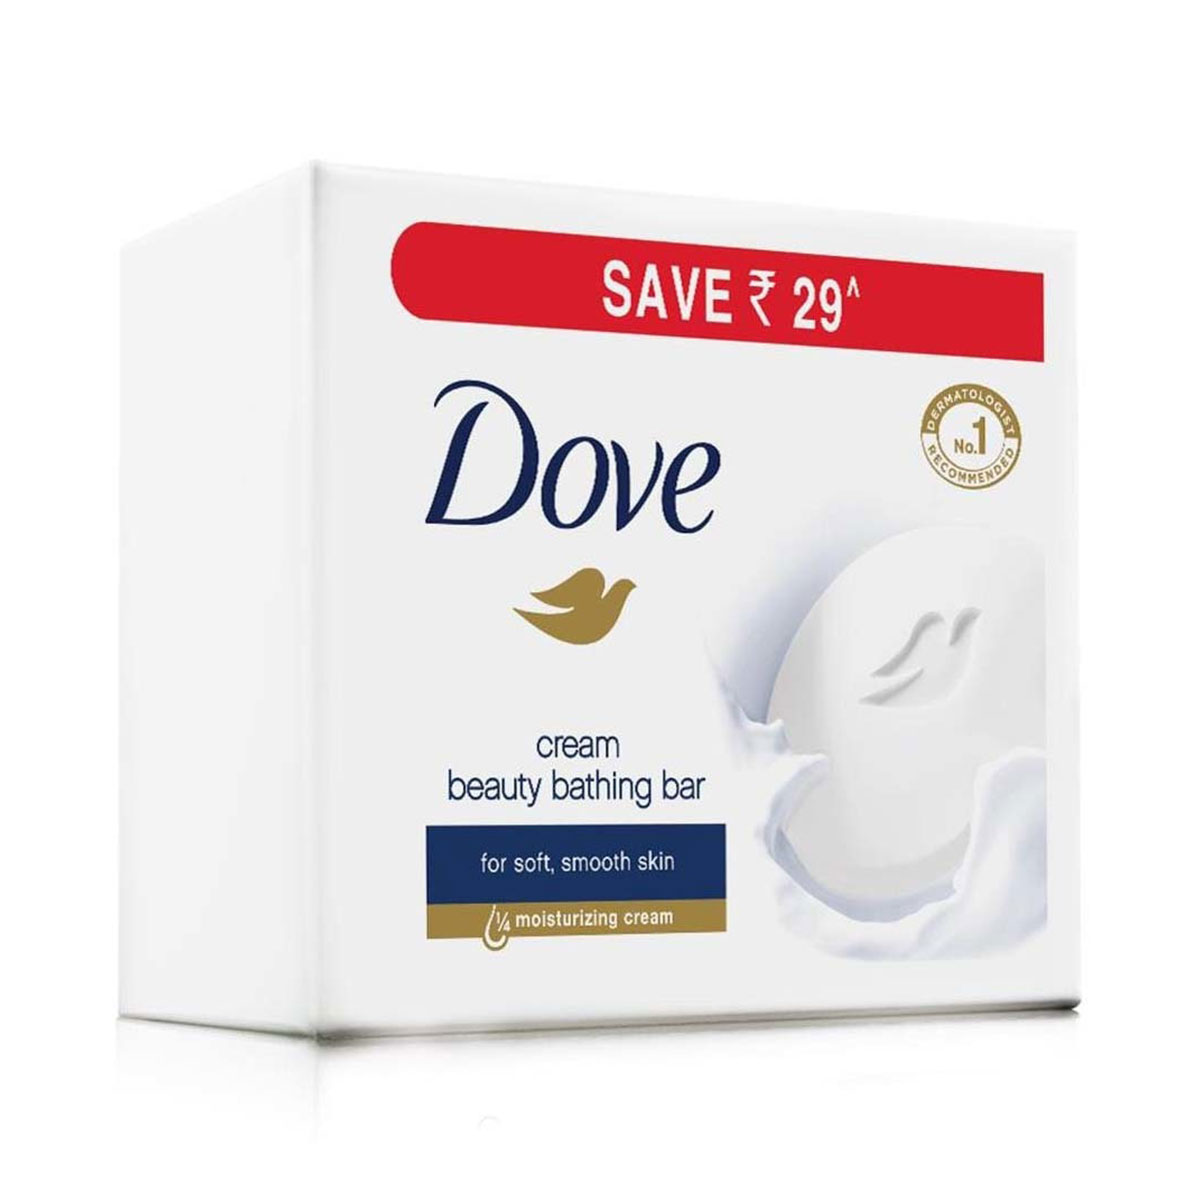 SAVE ₹ 29^
Dove
DERMATOLOGIST
No.1
RECOMMENDED
cream
beauty bathing bar
for soft, smooth skin
¼ moisturizing cream